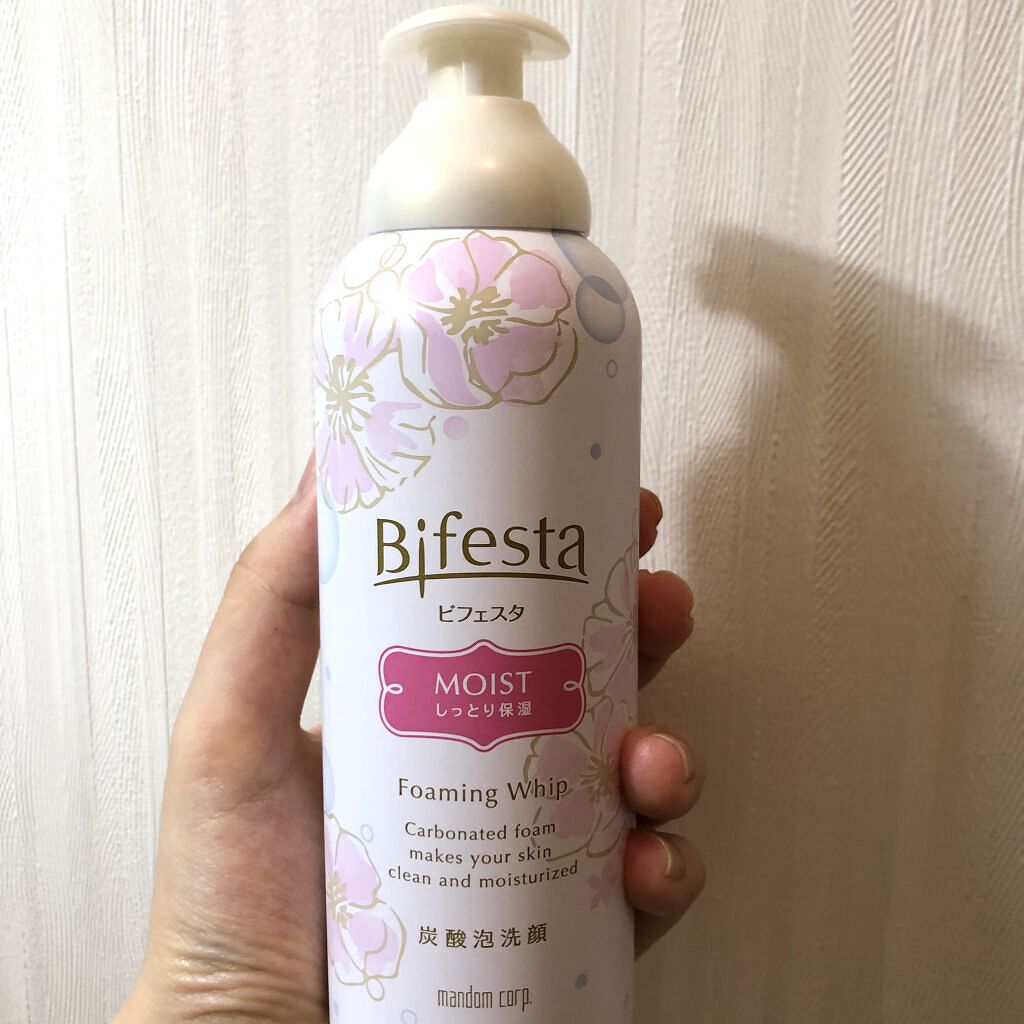 Bifesta
ビフェスタ
MOIST
しっとり保湿
Foaming Whip
Carbonated foam
makes your skin
clean and moisturized
炭酸泡洗顔
mandom corp.